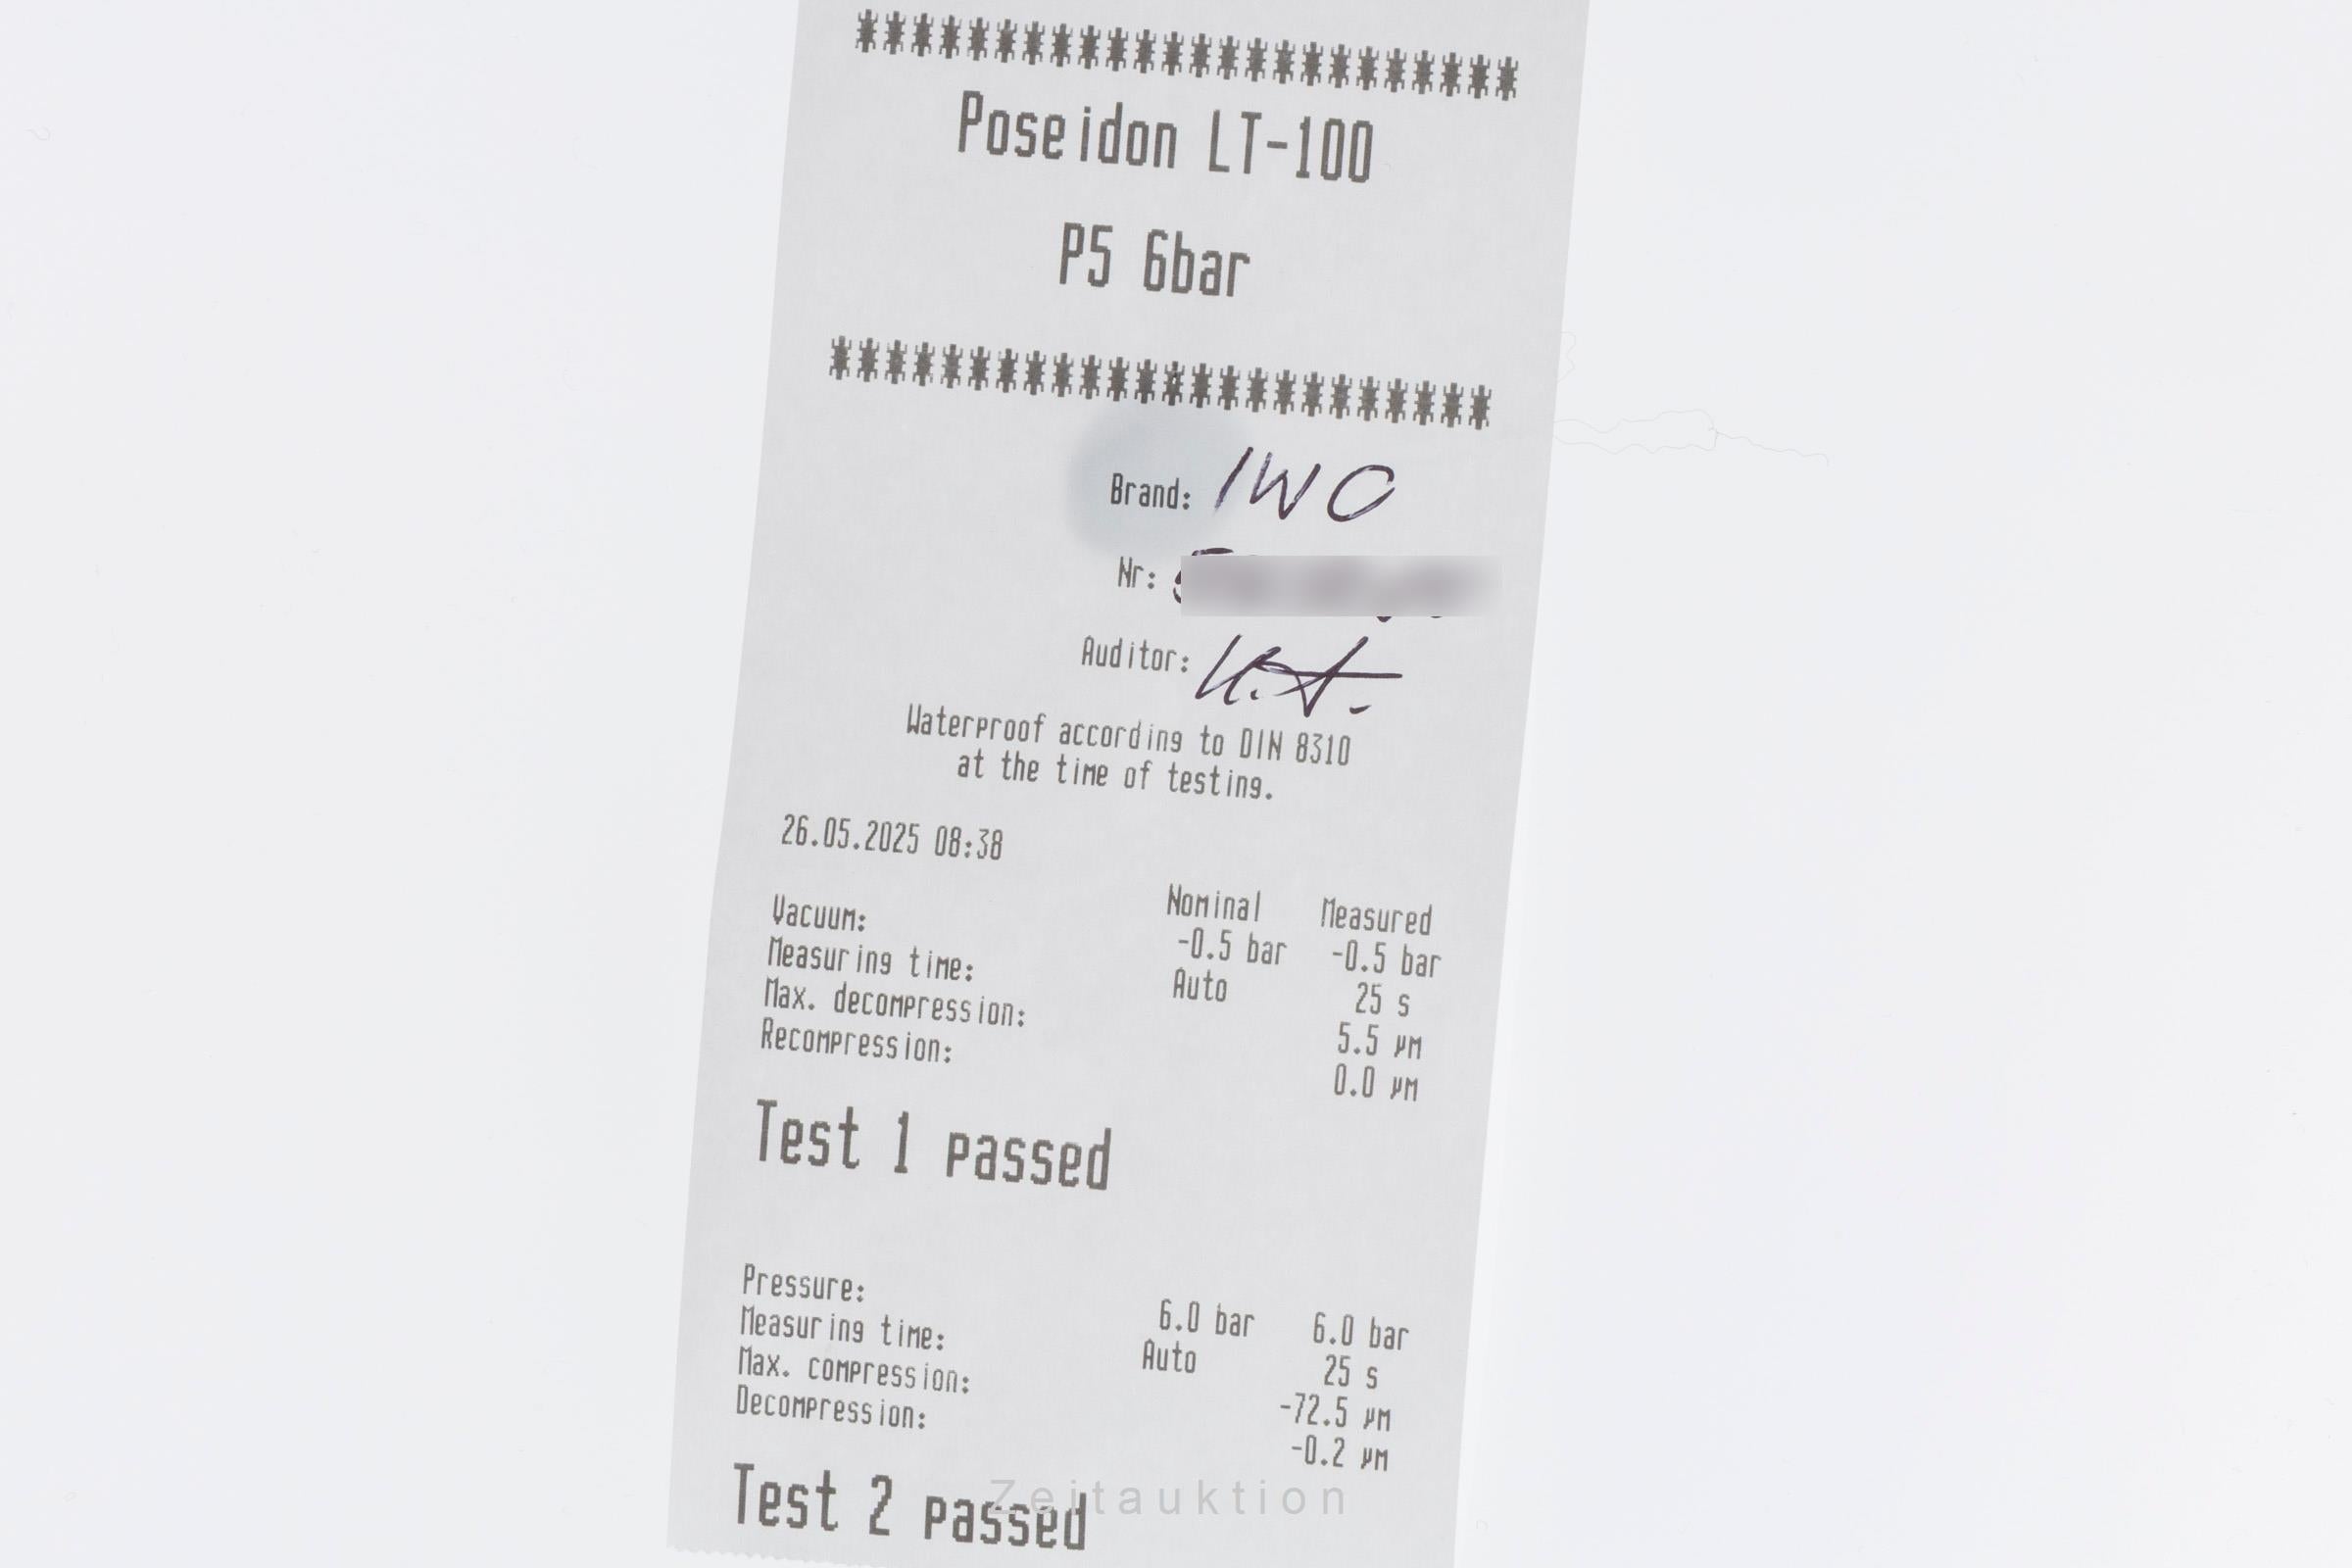 ************************
Poseidon LT-100
P5 6bar
************************
Brand: IWC
Nr:
Auditor:
Waterproof according to DIN 8310
at the time of testing.
26.05.2025 08:38
Nominal Measured
Vacuum: -0.5 bar -0.5 bar
Measuring time: Auto 25 s
Max. decompression: 5.5 µm
Recompression: 0.0 µm
Test 1 passed
Pressure: 6.0 bar 6.0 bar
Measuring time: Auto 25 s
Max. compression: -72.5 µm
Decompression: -0.2 µm
Test 2 passed
Zeitauktion